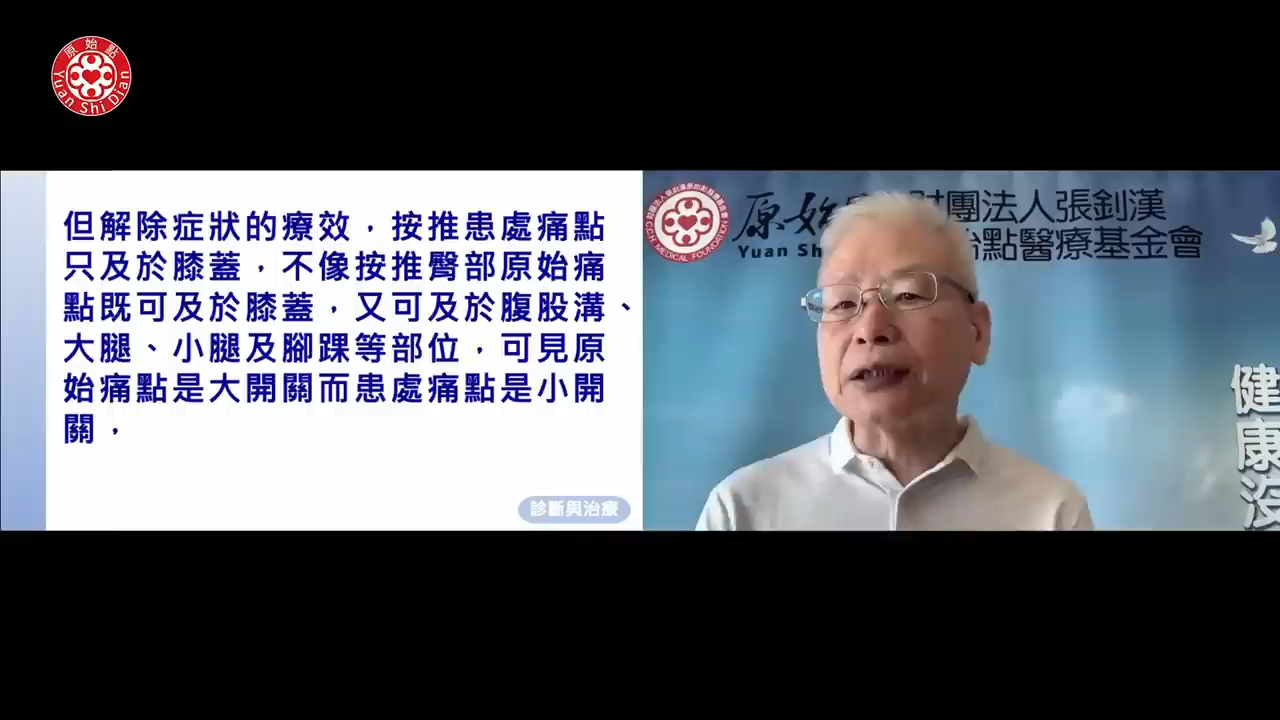 原始點
Yuan Shi Dian
但解除症狀的療效，按推患處痛點
只及於膝蓋，不像按推臀部原始痛
點既可及於膝蓋，又可及於腹股溝、
大腿、小腿及腳踝等部位，可見原
始痛點是大開關而患處痛點是小開
關，
診斷與治療
原始
Yuan Sh
財團法人張釗漢
始點醫療基金會
C.C.H. MEDICAL FOUNDATION
健康沒